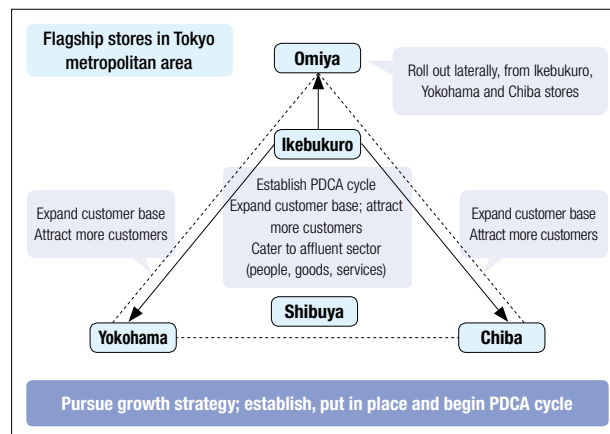 Flagship stores in Tokyo
metropolitan area
Omiya
Roll out laterally, from Ikebukuro,
Yokohama and Chiba stores
Ikebukuro
Establish PDCA cycle
Expand customer base; attract
more customers
Cater to affluent sector
(people, goods, services)
Expand customer base
Attract more customers
Expand customer base
Attract more customers
Shibuya
Yokohama
Chiba
Pursue growth strategy; establish, put in place and begin PDCA cycle